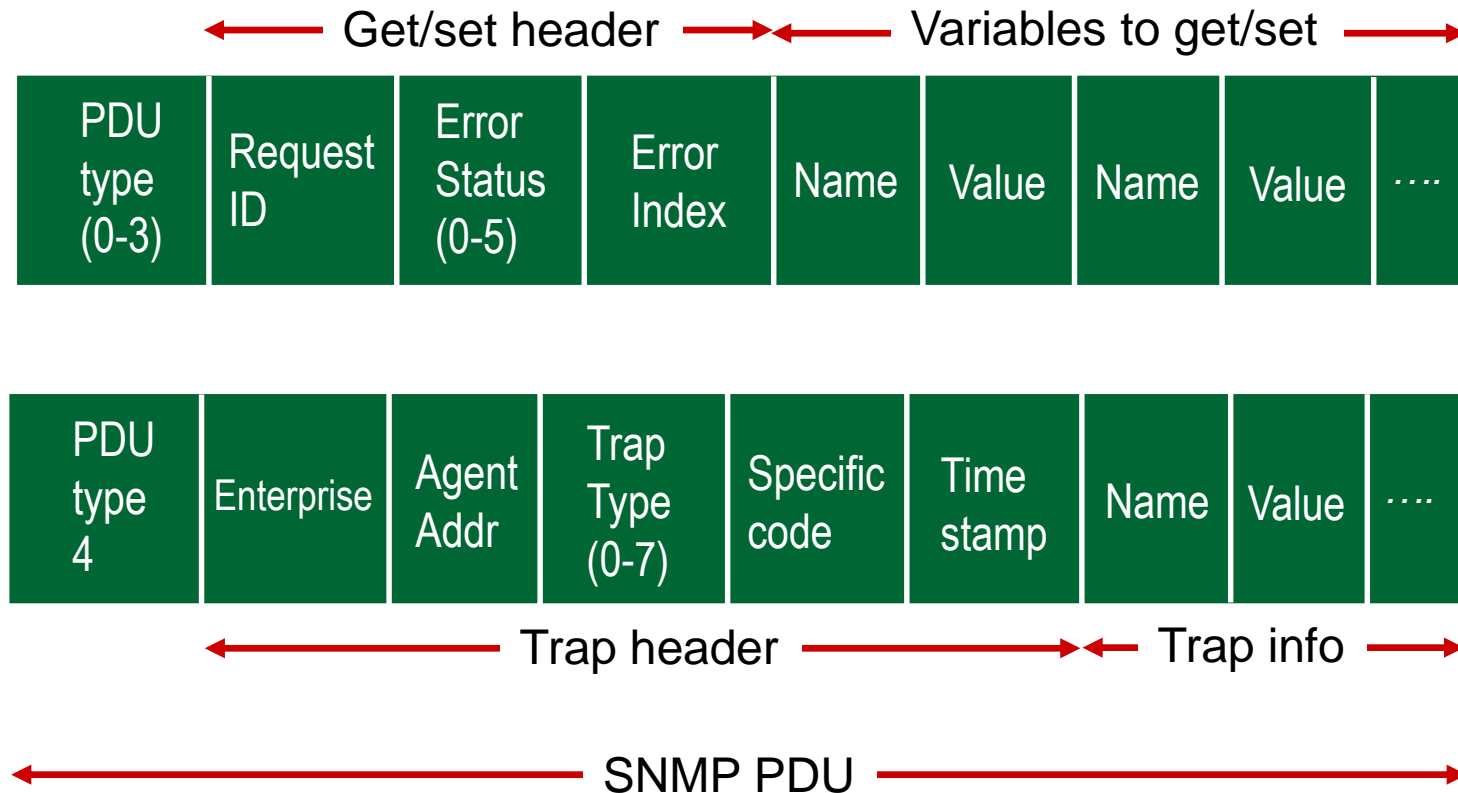 Get/set header
Variables to get/set
PDU
type
(0-3)
Request
ID
Error
Status
(0-5)
Error
Index
Name
Value
Name
Value
....
PDU
type
4
Enterprise
Agent
Addr
Trap
Type
(0-7)
Specific
code
Time
stamp
Name
Value
....
Trap header
Trap info
SNMP PDU